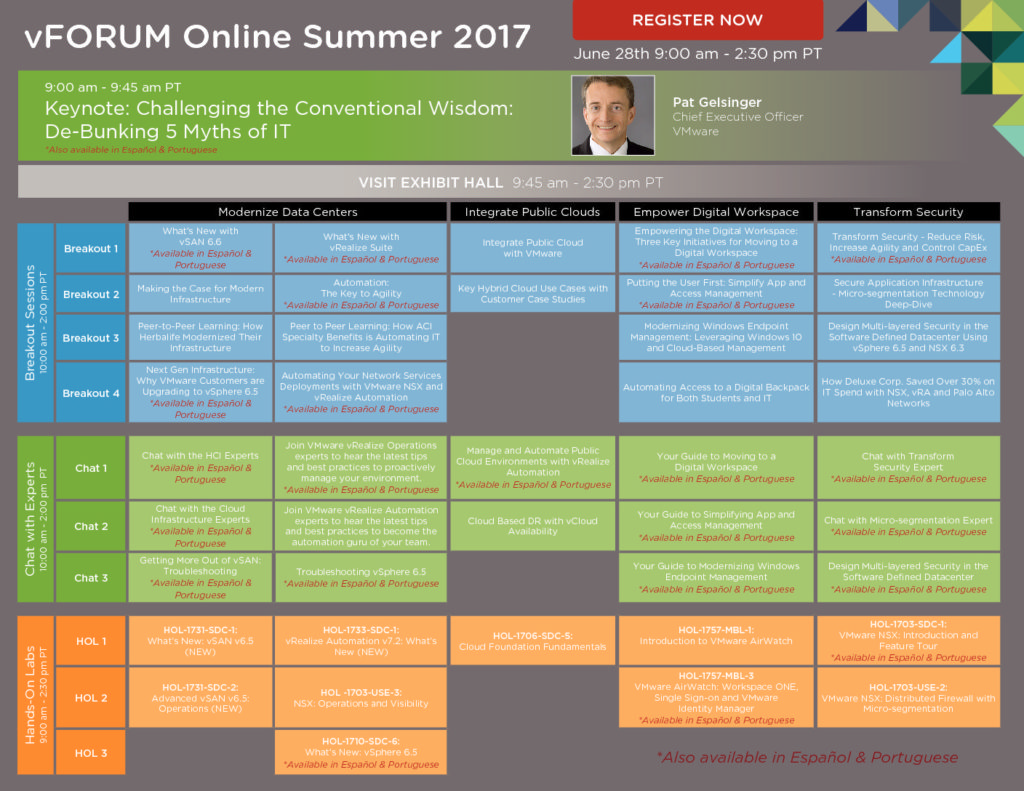 vFORUM Online Summer 2017
REGISTER NOW
June 28th 9:00 am - 2:30 pm PT
9:00 am - 9:45 am PT
Keynote: Challenging the Conventional Wisdom:
De-Bunking 5 Myths of IT
*Also available in Español & Portuguese
Pat Gelsinger
Chief Executive Officer
VMware
VISIT EXHIBIT HALL 9:45 am - 2:30 pm PT
Modernize Data Centers
Integrate Public Clouds
Empower Digital Workspace
Transform Security
Breakout Sessions
10:00 am - 2:00 pm PT
Breakout 1
What's New with
vSAN 6.6
*Available in Español &
Portuguese
What's New with
vRealize Suite
*Available in Español & Portuguese
Integrate Public Cloud
with VMware
Empowering the Digital Workspace:
Three Key Initiatives for Moving to a
Digital Workspace
*Available in Español & Portuguese
Transform Security - Reduce Risk,
Increase Agility and Control CapEx
*Available in Español & Portuguese
Breakout 2
Making the Case for Modern
Infrastructure
Automation:
The Key to Agility
*Available in Español & Portuguese
Key Hybrid Cloud Use Cases with
Customer Case Studies
Putting the User First: Simplify App and
Access Management
*Available in Español & Portuguese
Secure Application Infrastructure
- Micro-segmentation Technology
Deep-Dive
Breakout 3
Peer-to-Peer Learning: How
Herbalife Modernized Their
Infrastructure
Peer to Peer Learning: How ACI
Specialty Benefits is Automating IT
to Increase Agility
Modernizing Windows Endpoint
Management: Leveraging Windows 10
and Cloud-Based Management
Design Multi-layered Security in the
Software Defined Datacenter Using
vSphere 6.5 and NSX 6.3
Breakout 4
Next Gen Infrastructure:
Why VMware Customers are
Upgrading to vSphere 6.5
*Available in Español &
Portuguese
Automating Your Network Services
Deployments with VMware NSX and
vRealize Automation
*Available in Español & Portuguese
Automating Access to a Digital Backpack
for Both Students and IT
How Deluxe Corp. Saved Over 30% on
IT Spend with NSX, vRA and Palo Alto
Networks
Chat with Experts
10:00 am - 2:00 pm PT
Chat 1
Chat with the HCI Experts
*Available in Español &
Portuguese
Join VMware vRealize Operations
experts to hear the latest tips
and best practices to proactively
manage your environment.
*Available in Español & Portuguese
Manage and Automate Public
Cloud Environments with vRealize
Automation
*Available in Español & Portuguese
Your Guide to Moving to a
Digital Workspace
*Available in Español & Portuguese
Chat with Transform
Security Expert
*Available in Español & Portuguese
Chat 2
Chat with the Cloud
Infrastructure Experts
*Available in Español &
Portuguese
Join VMware vRealize Automation
experts to hear the latest tips
and best practices to become the
automation guru of your team.
Cloud Based DR with vCloud
Availability
Your Guide to Simplifying App and
Access Management
*Available in Español & Portuguese
Chat with Micro-segmentation Expert
*Available in Español & Portuguese
Chat 3
Getting More Out of vSAN:
Troubleshooting
*Available in Español &
Portuguese
Troubleshooting vSphere 6.5
*Available in Español & Portuguese
Your Guide to Modernizing Windows
Endpoint Management
*Available in Español & Portuguese
Design Multi-layered Security in the
Software Defined Datacenter
*Available in Español & Portuguese
Hands-On Labs
9:00 am - 2:30 pm PT
HOL 1
HOL-1731-SDC-1:
What's New: vSAN v6.5
(NEW)
HOL-1733-SDC-1:
vRealize Automation v7.2: What's
New (NEW)
HOL-1706-SDC-5:
Cloud Foundation Fundamentals
HOL-1757-MBL-1:
Introduction to VMware AirWatch
HOL-1703-SDC-1:
VMware NSX: Introduction and
Feature Tour
*Available in Español & Portuguese
HOL 2
HOL-1731-SDC-2:
Advanced vSAN v6.5:
Operations (NEW)
HOL -1703-USE-3:
NSX: Operations and Visibility
HOL-1757-MBL-3
VMware AirWatch: Workspace ONE,
Single Sign-on and VMware
Identity Manager
*Available in Español & Portuguese
HOL-1703-USE-2:
VMware NSX: Distributed Firewall with
Micro-segmentation
HOL 3
HOL-1710-SDC-6:
What's New: vSphere 6.5
*Available in Español & Portuguese
*Also available in Español & Portuguese